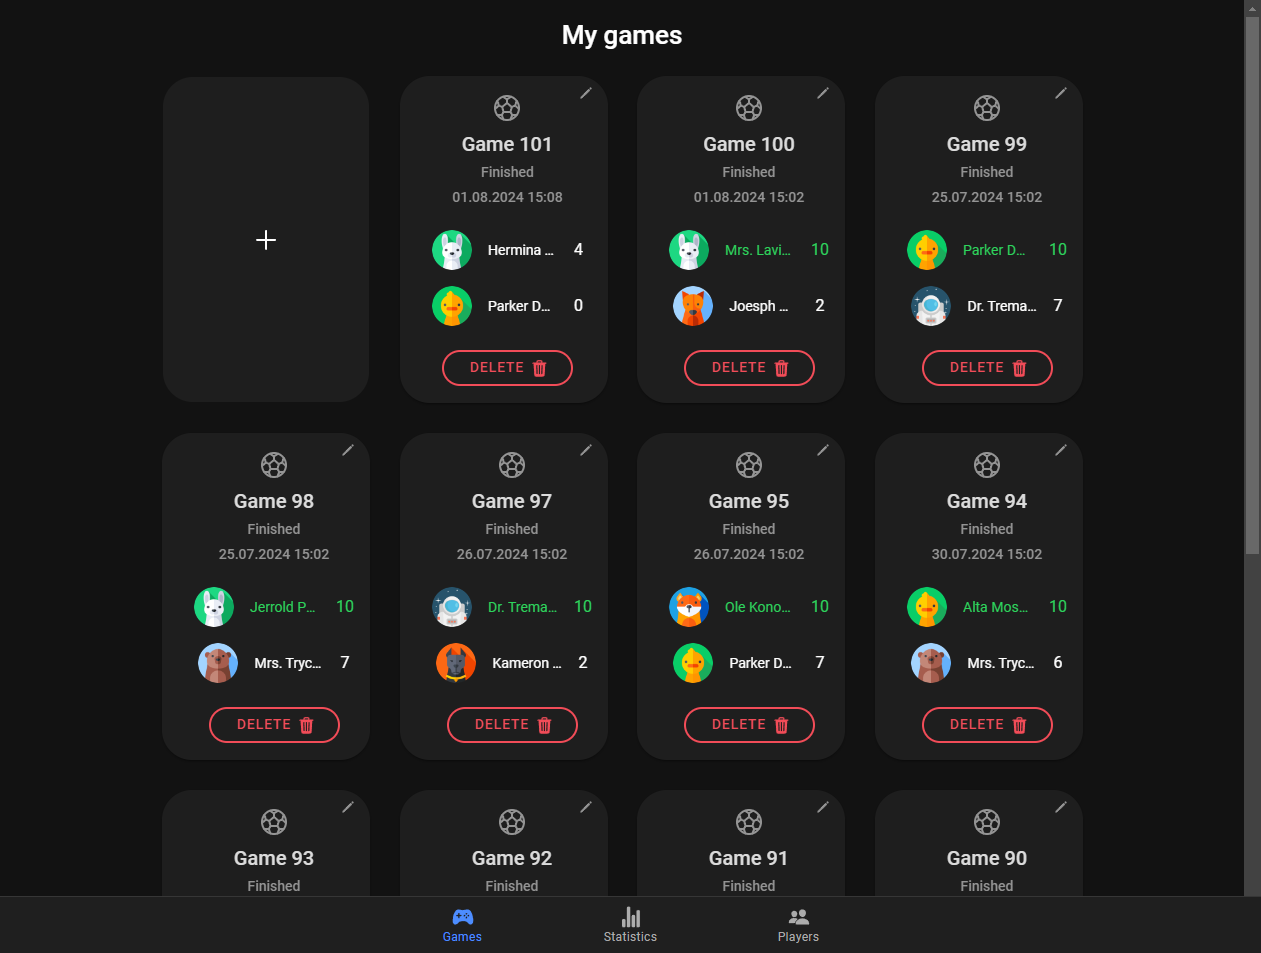 My games
Game 101
Finished
01.08.2024 15:08
Hermina ... 4
Parker D... 0
DELETE
Game 100
Finished
01.08.2024 15:02
Mrs. Lavi... 10
Joesph ... 2
DELETE
Game 99
Finished
25.07.2024 15:02
Parker D... 10
Dr. Trema... 7
DELETE
Game 98
Finished
25.07.2024 15:02
Jerrold P... 10
Mrs. Tryc... 7
DELETE
Game 97
Finished
26.07.2024 15:02
Dr. Trema... 10
Kameron ... 2
DELETE
Game 95
Finished
26.07.2024 15:02
Ole Kono... 10
Parker D... 7
DELETE
Game 94
Finished
30.07.2024 15:02
Alta Mos... 10
Mrs. Tryc... 6
DELETE
Game 93
Finished
Game 92
Finished
Game 91
Finished
Game 90
Finished
Games
Statistics
Players